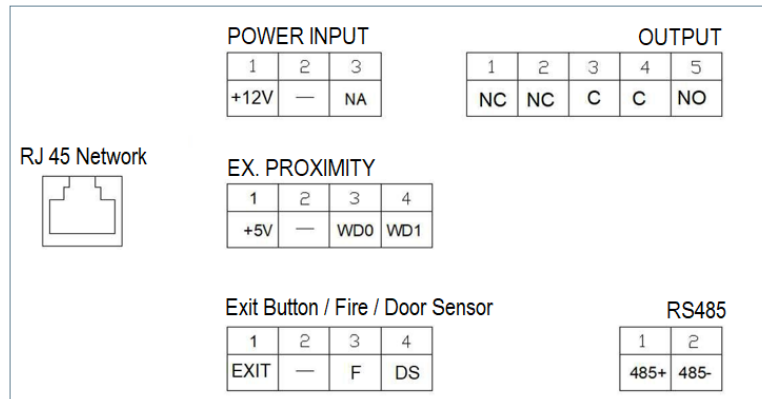 POWER INPUT
1 2 3
+12V — NA
OUTPUT
1 2 3 4 5
NC NC C C NO
RJ 45 Network
EX. PROXIMITY
1 2 3 4
+5V — WD0 WD1
Exit Button / Fire / Door Sensor
1 2 3 4
EXIT — F DS
RS485
1 2
485+ 485-